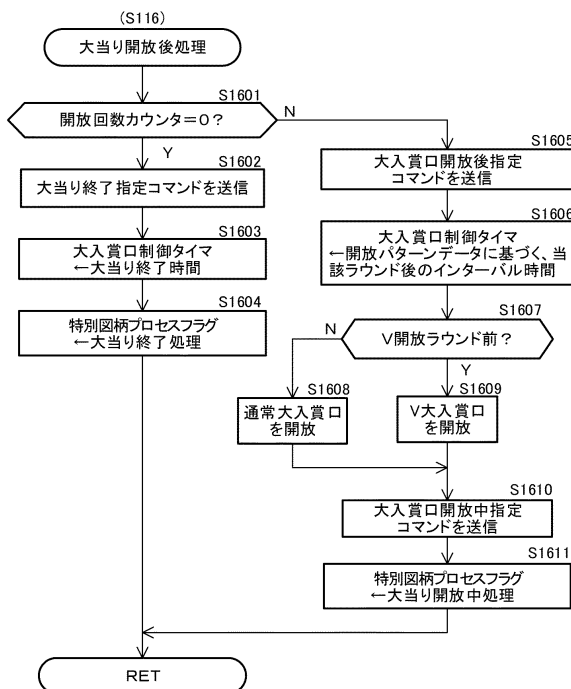 (S116)
大当り開放後処理
S1601
開放回数カウンタ＝０？
N
Y
S1602
大当り終了指定コマンドを送信
S1603
大入賞口制御タイマ
←大当り終了時間
S1604
特別図柄プロセスフラグ
←大当り終了処理
S1605
大入賞口開放後指定
コマンドを送信
S1606
大入賞口制御タイマ
←開放パターンデータに基づく、当
該ラウンド後のインターバル時間
S1607
V開放ラウンド前？
N
Y
S1608
通常大入賞口
を開放
S1609
V大入賞口
を開放
S1610
大入賞口開放中指定
コマンドを送信
S1611
特別図柄プロセスフラグ
←大当り開放中処理
RET